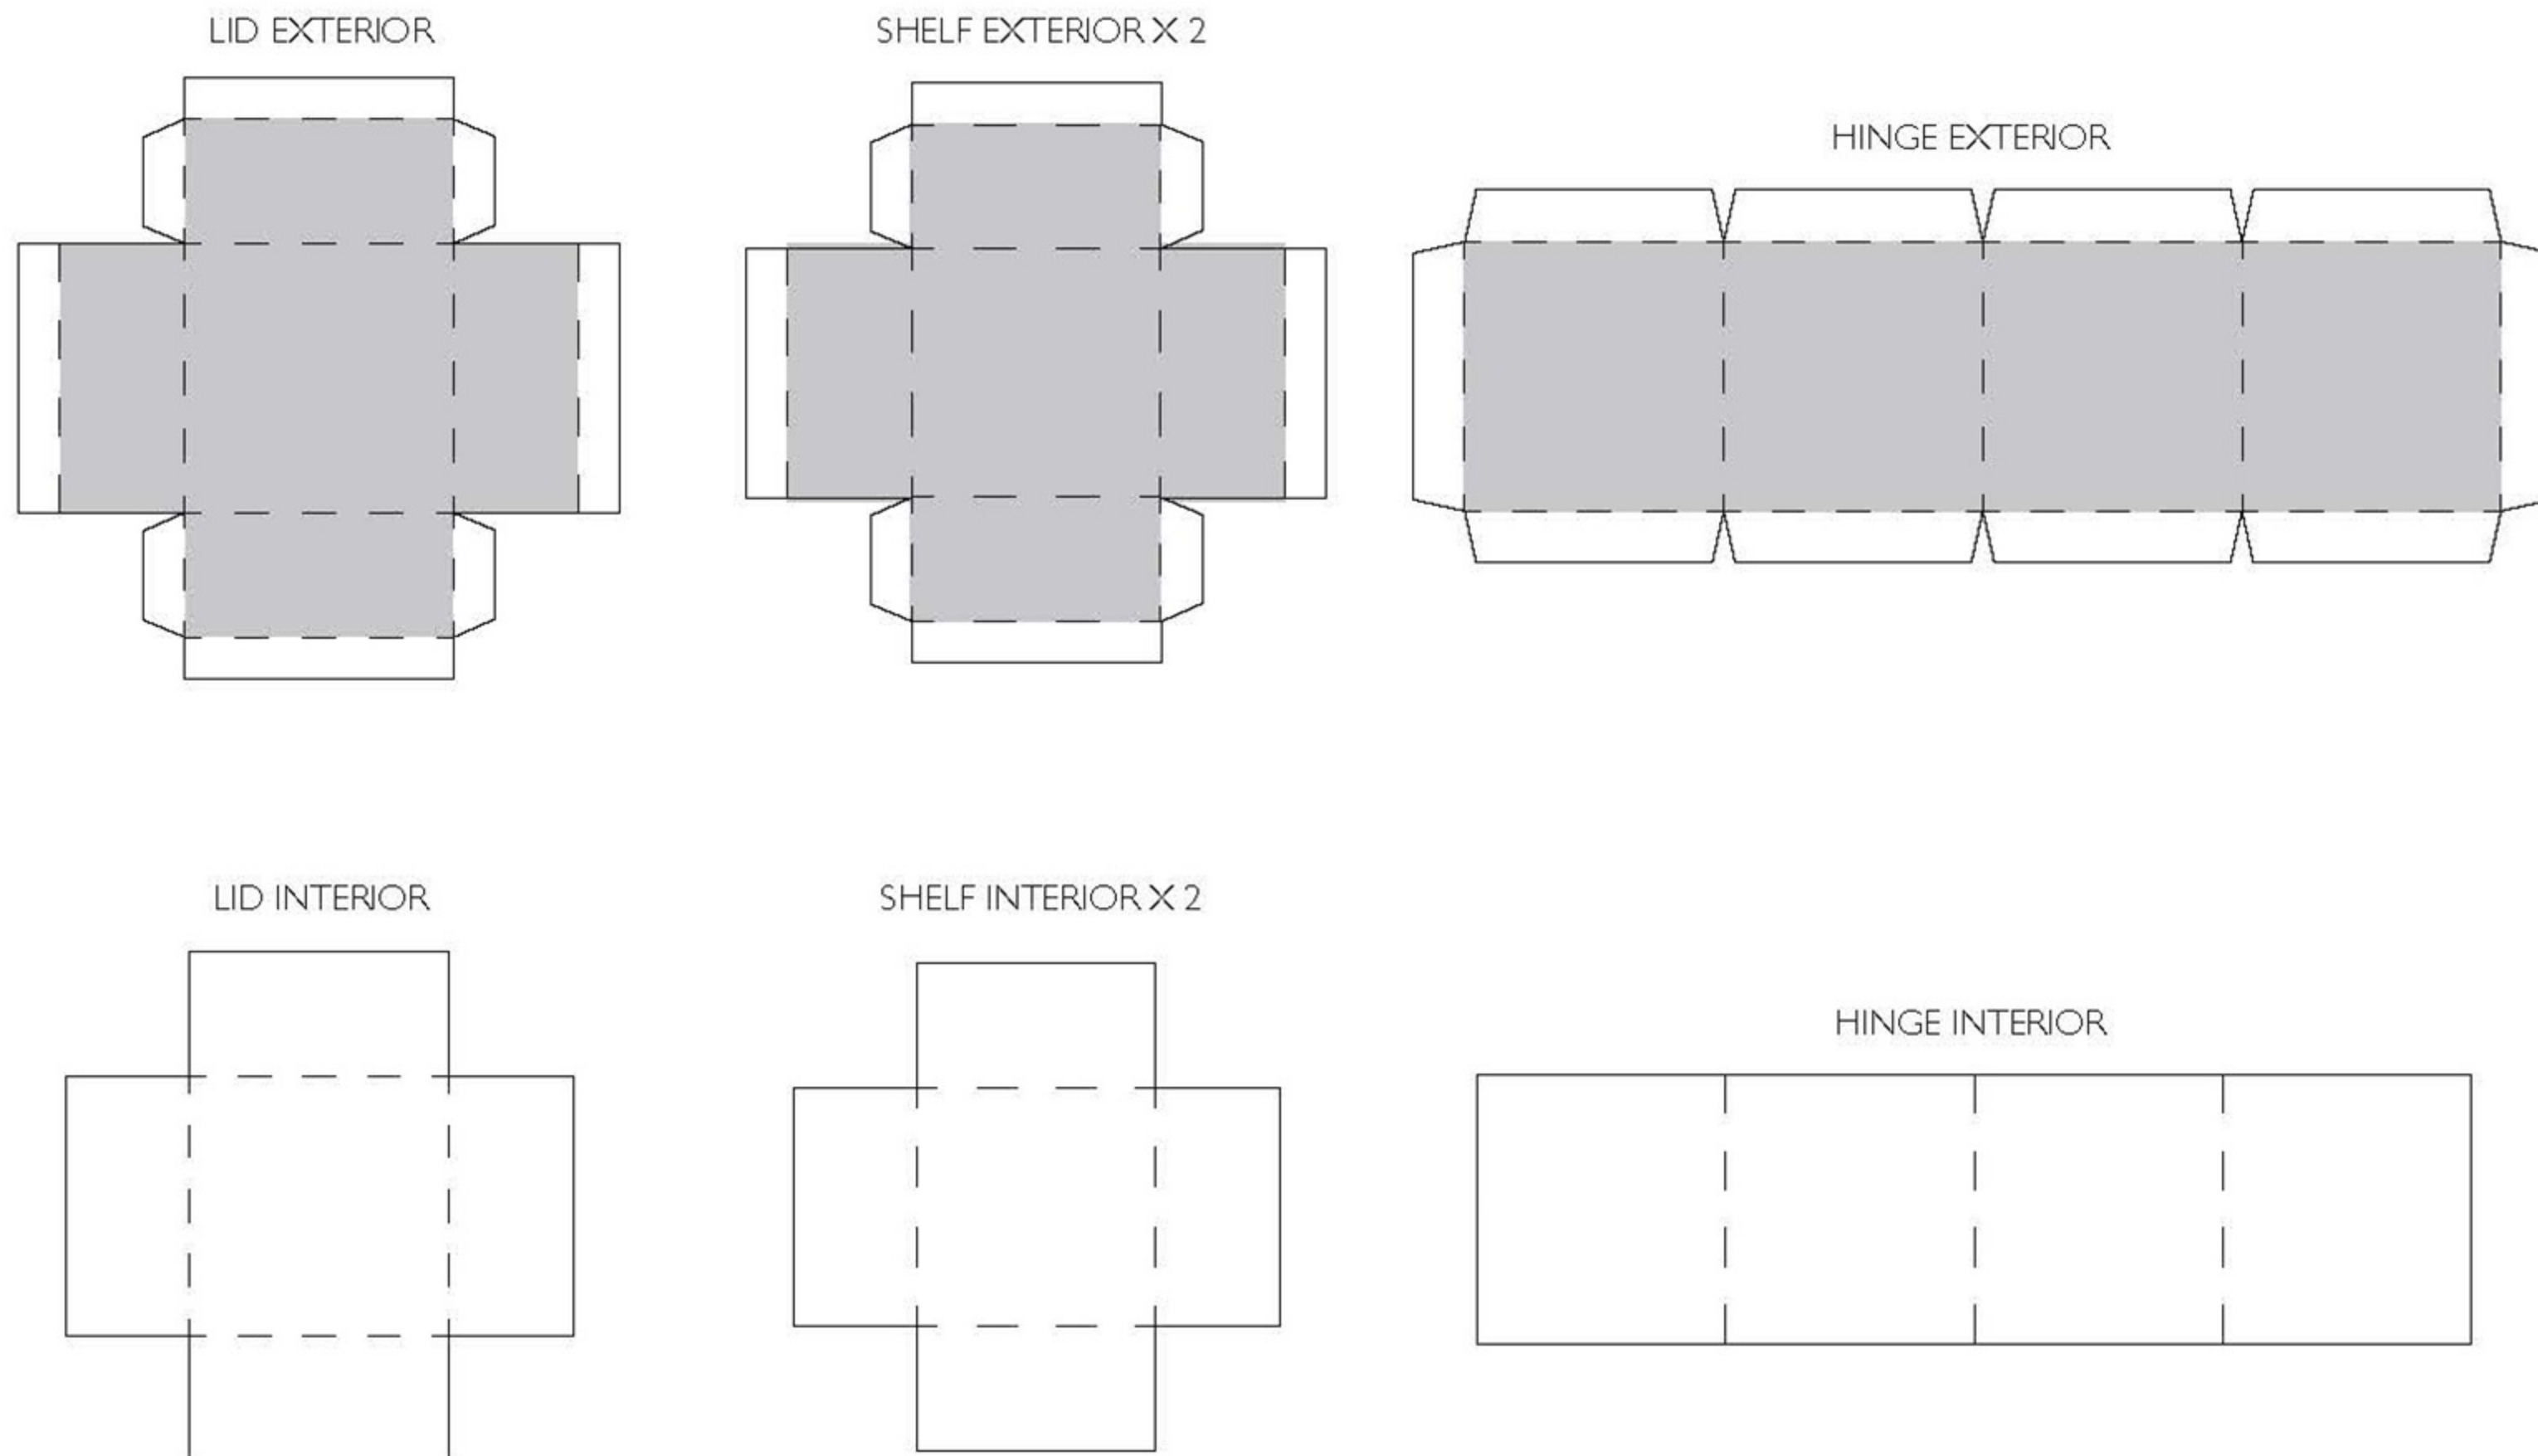 LID EXTERIOR
SHELF EXTERIOR X 2
HINGE EXTERIOR
LID INTERIOR
SHELF INTERIOR X 2
HINGE INTERIOR